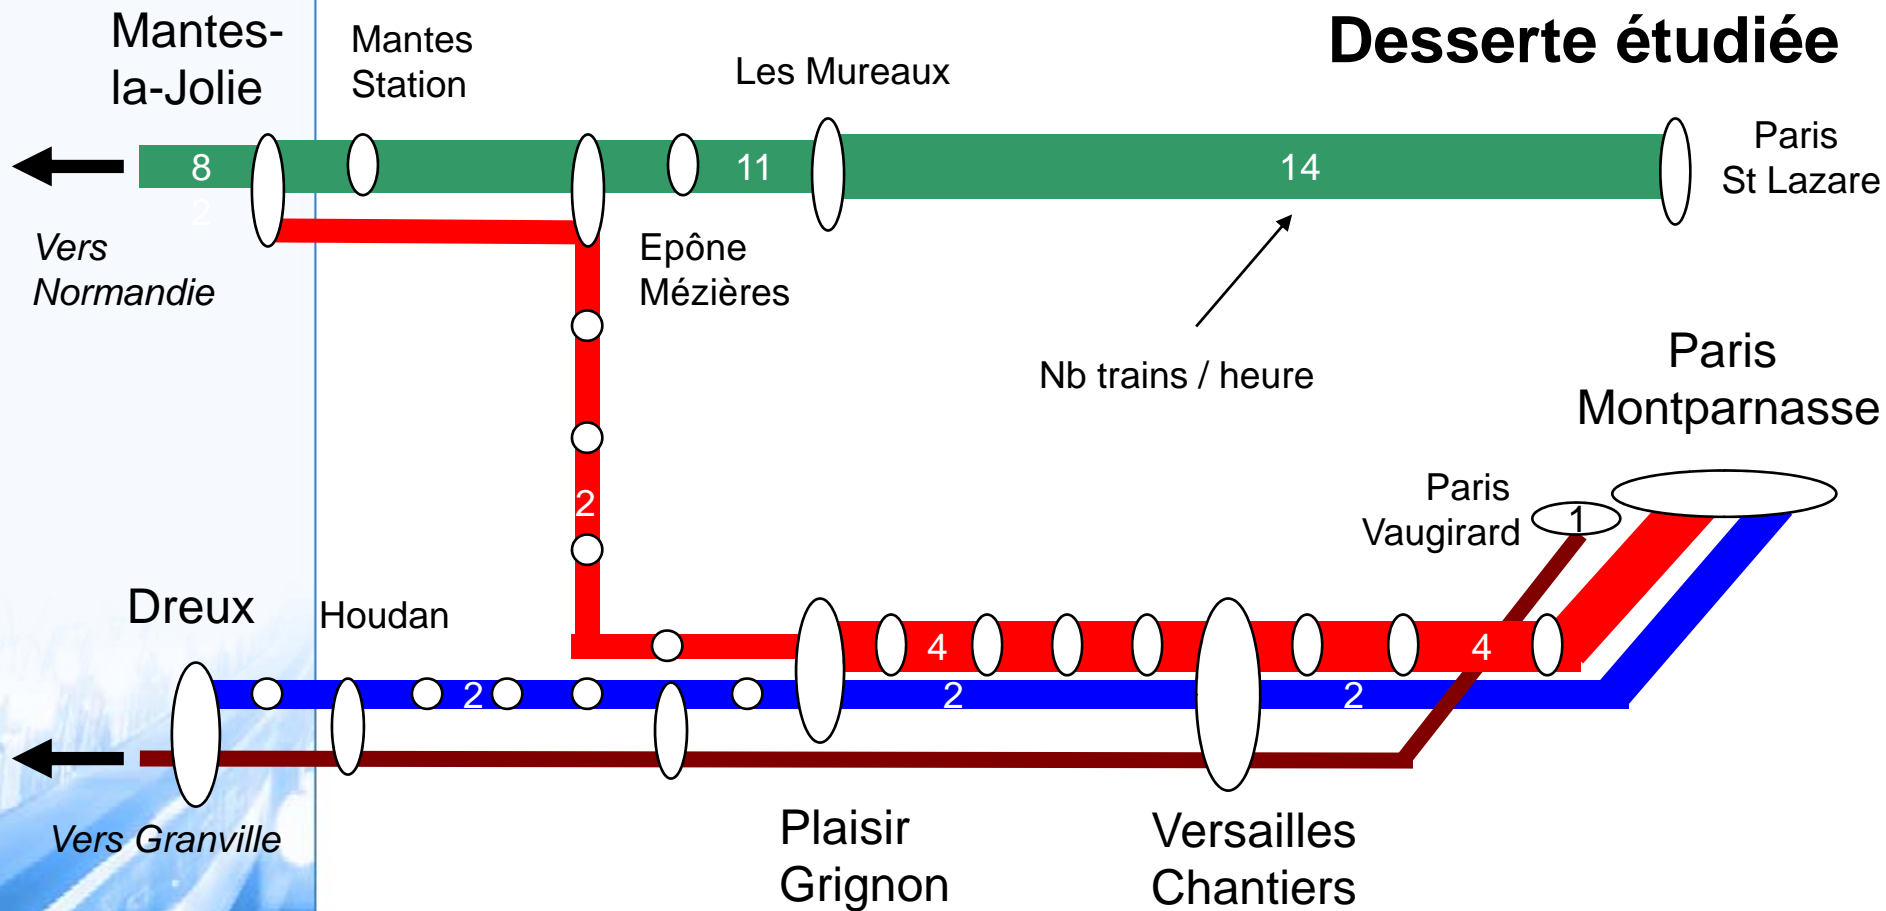 Desserte étudiée
Mantes-
la-Jolie
Mantes
Station
Les Mureaux
Paris
St Lazare
8
11
14
2
Vers
Normandie
Epône
Mézières
Nb trains / heure
Paris
Montparnasse
2
Paris
Vaugirard
1
Dreux
Houdan
4
4
2
2
2
Vers Granville
Plaisir
Grignon
Versailles
Chantiers